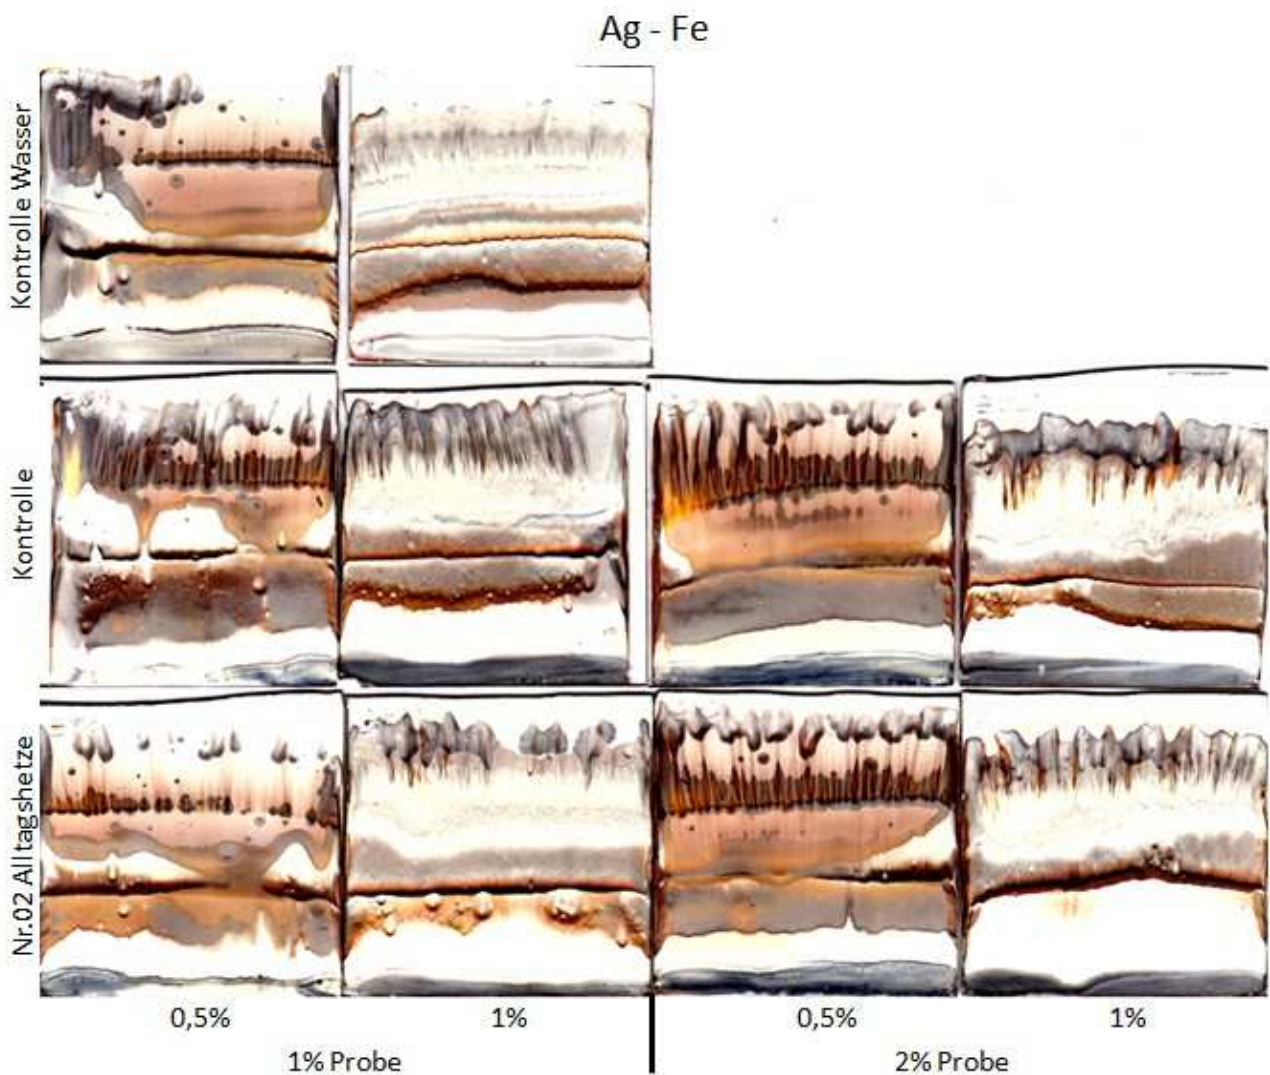 Ag - Fe
Kontrolle Wasser
Kontrolle
Nr.02 Alltagshetze
0,5%
1%
0,5%
1%
1% Probe
2% Probe